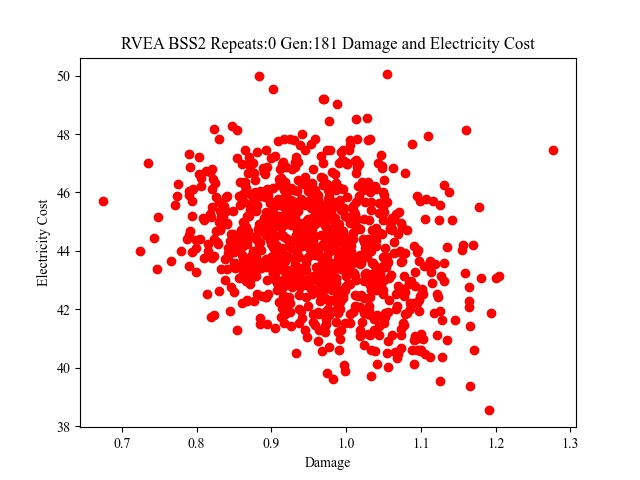 RVEA BSS2 Repeats:0 Gen:181 Damage and Electricity Cost
50
48
46
44
42
40
38
Electricity Cost
0.7 0.8 0.9 1.0 1.1 1.2 1.3
Damage